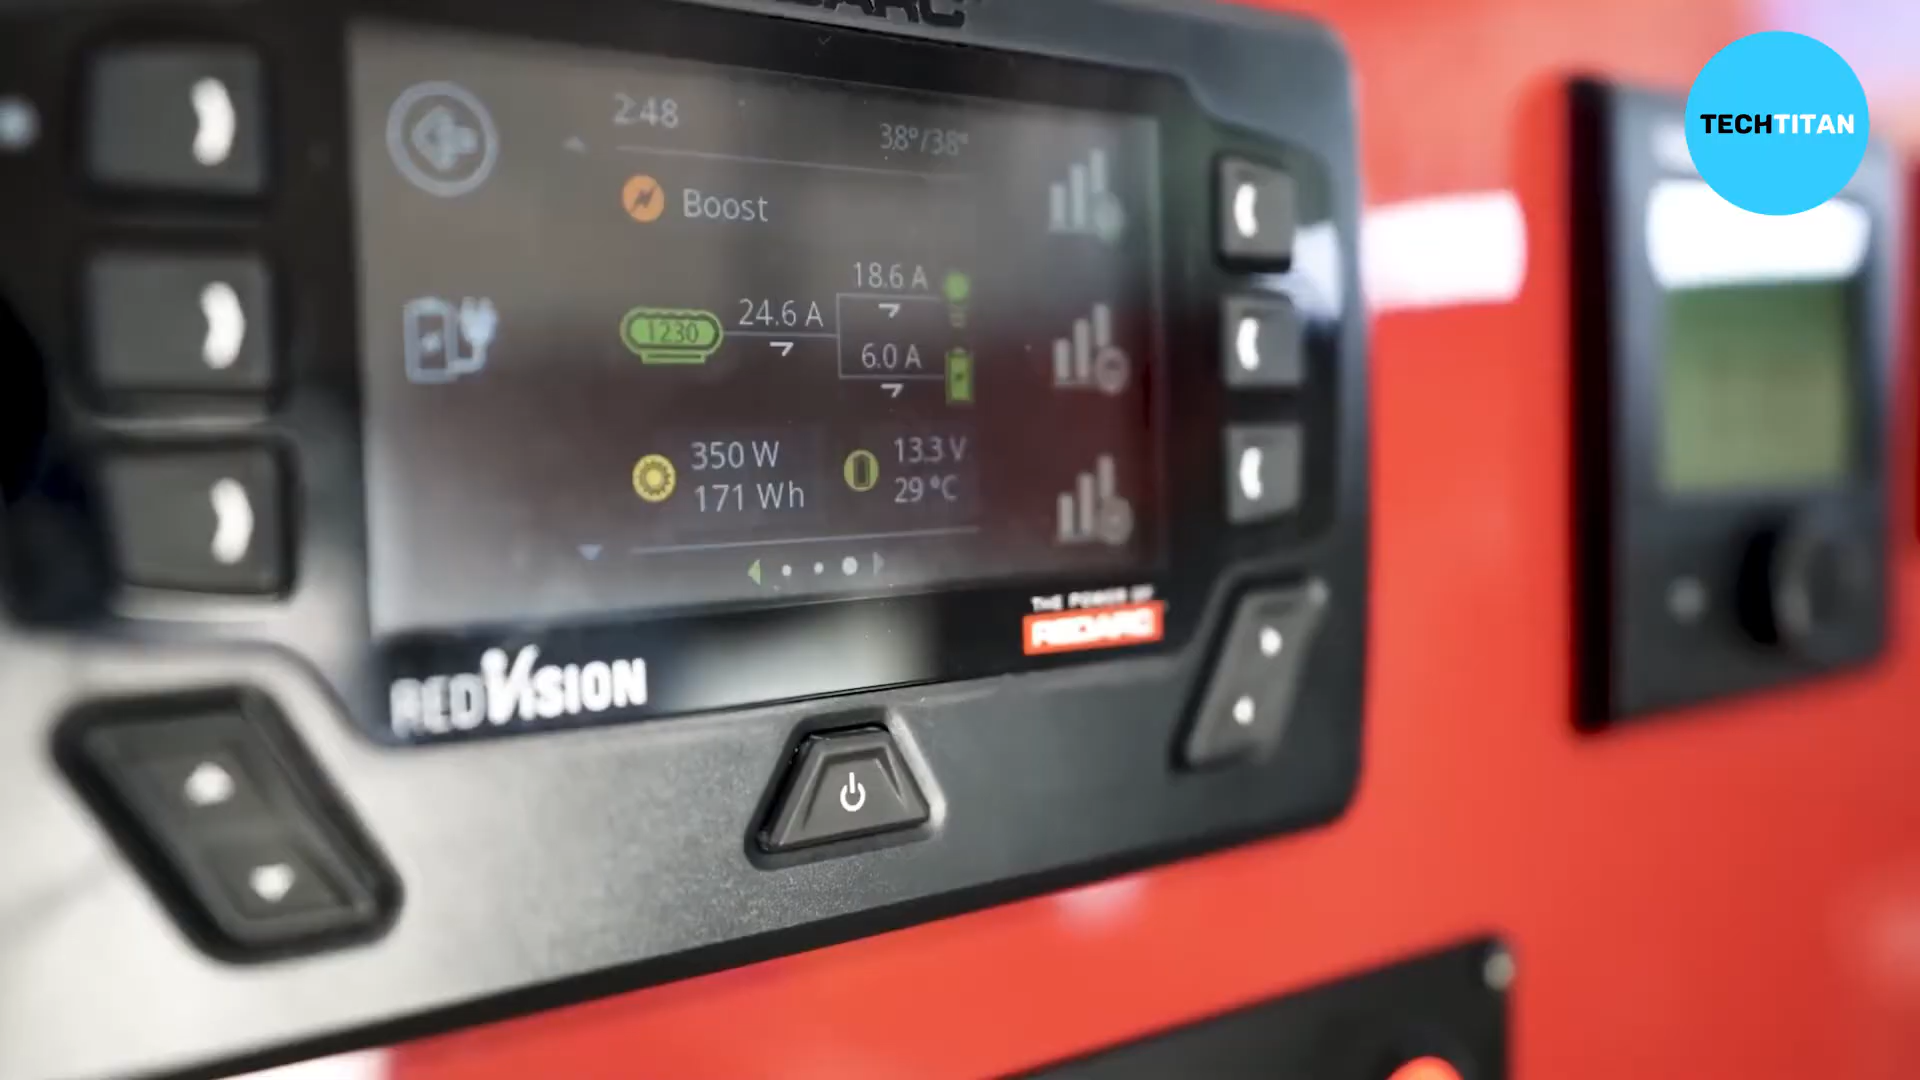 TECHTITAN
2:48
38°/38°
Boost
18.6 A
24.6 A
1230
6.0 A
350 W
13.3 V
171 Wh
29 °C
THE POWER OF
REDARC
REDVISION